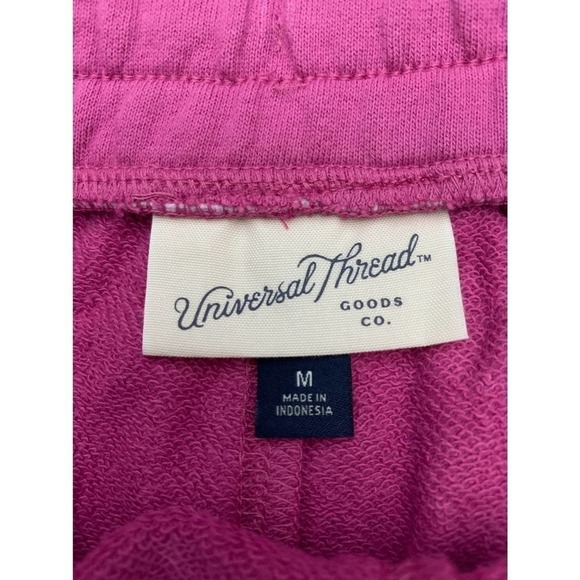 Universal Thread™
GOODS
CO.
M
MADE IN
INDONESIA